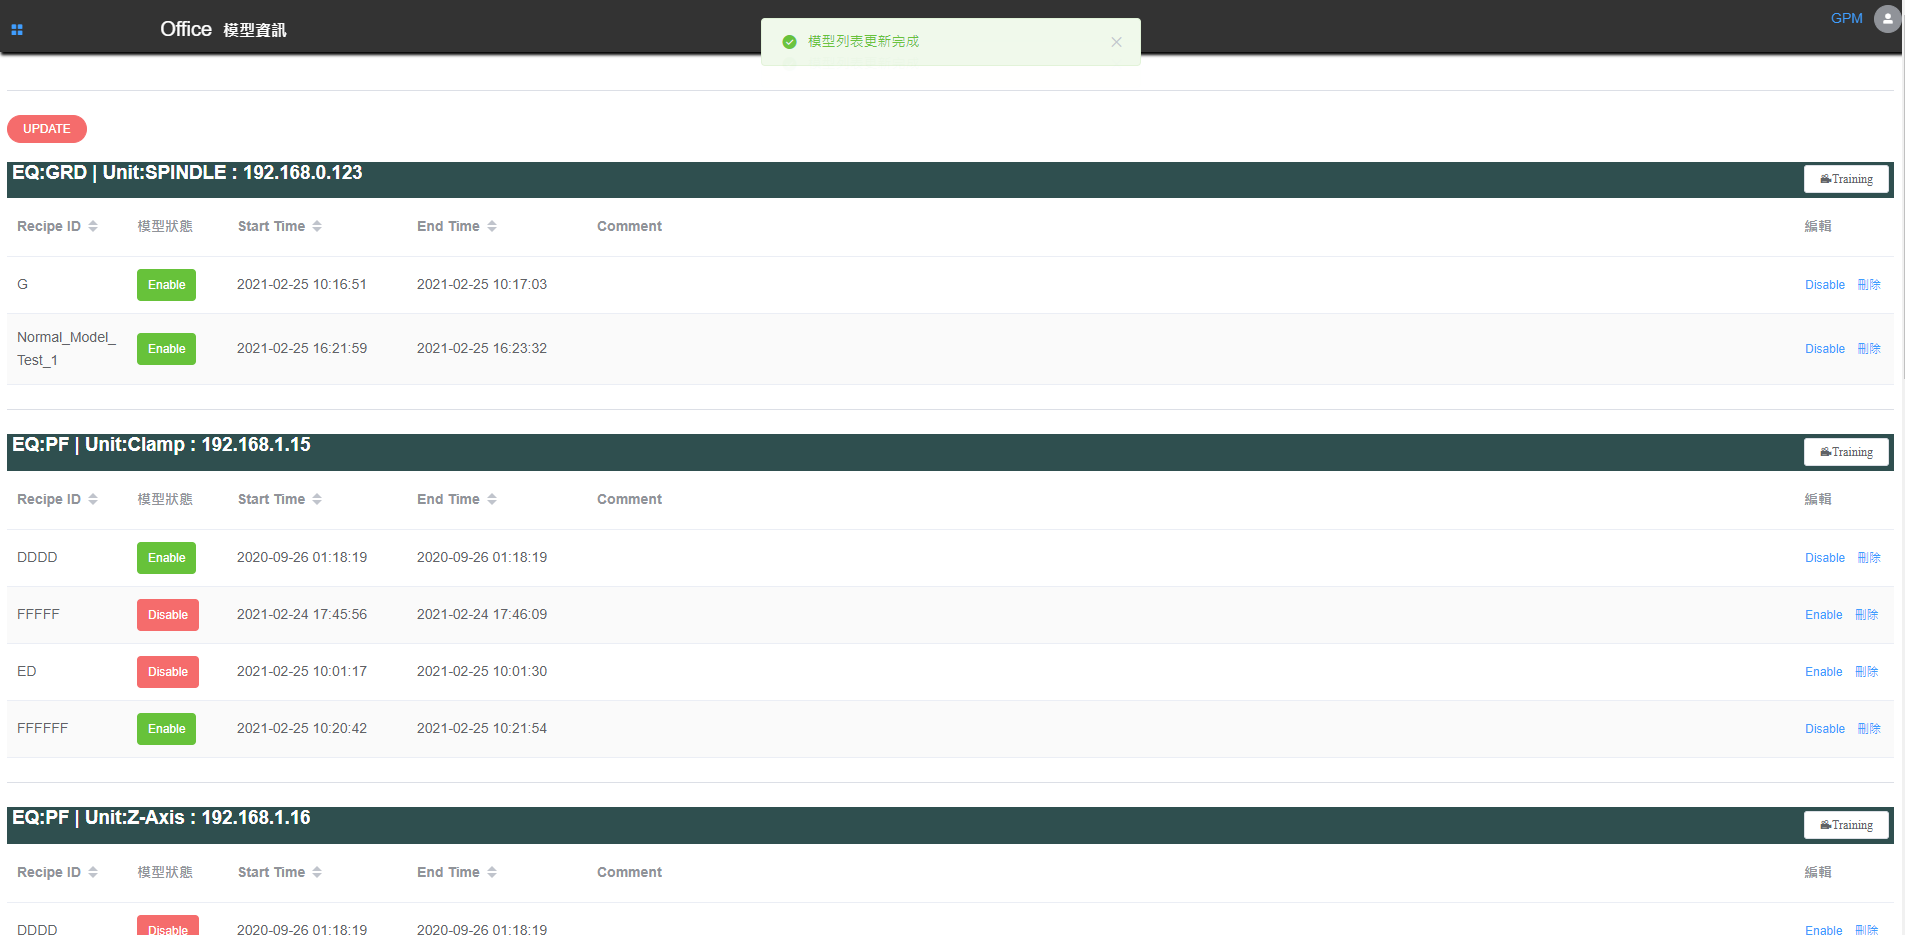 Office 模型資訊
模型列表更新完成
GPM
UPDATE
EQ:GRD | Unit:SPINDLE : 192.168.0.123
Training
Recipe ID 模型狀態 Start Time End Time Comment 編輯
G Enable 2021-02-25 10:16:51 2021-02-25 10:17:03 Disable 刪除
Normal_Model_
Test_1 Enable 2021-02-25 16:21:59 2021-02-25 16:23:32 Disable 刪除
EQ:PF | Unit:Clamp : 192.168.1.15
Training
Recipe ID 模型狀態 Start Time End Time Comment 編輯
DDDD Enable 2020-09-26 01:18:19 2020-09-26 01:18:19 Disable 刪除
FFFFF Disable 2021-02-24 17:45:56 2021-02-24 17:46:09 Enable 刪除
ED Disable 2021-02-25 10:01:17 2021-02-25 10:01:30 Enable 刪除
FFFFFF Enable 2021-02-25 10:20:42 2021-02-25 10:21:54 Disable 刪除
EQ:PF | Unit:Z-Axis : 192.168.1.16
Training
Recipe ID 模型狀態 Start Time End Time Comment 編輯
DDDD Disable 2020-09-26 01:18:19 2020-09-26 01:18:19 Enable 刪除